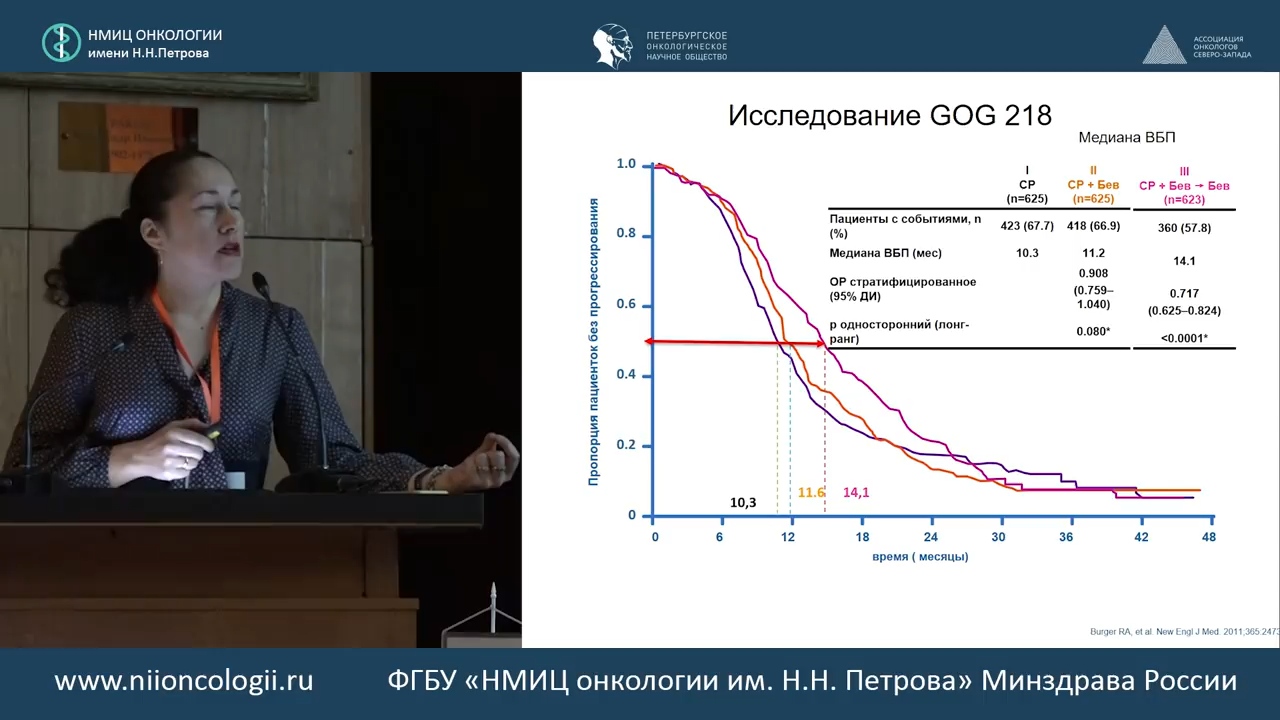 НМИЦ ОНКОЛОГИИ
имени Н.Н.Петрова
ПЕТЕРБУРГСКОЕ
ОНКОЛОГИЧЕСКОЕ
НАУЧНОЕ ОБЩЕСТВО
АССОЦИАЦИЯ
ОНКОЛОГОВ
СЕВЕРО-ЗАПАДА
Исследование GOG 218
Медиана ВБП
I
CP
(n=625)
II
CP + Бев
(n=625)
III
CP + Бев → Бев
(n=623)
Пациенты с событиями, n
(%)
423 (67.7)
418 (66.9)
360 (57.8)
Медиана ВБП (мес)
10.3
11.2
14.1
ОР стратифицированное
(95% ДИ)
0.908
(0.759–
1.040)
0.717
(0.625–0.824)
p односторонний (лонг-
ранг)
0.080*
<0.0001*
Пропорция пациенток без прогрессирования
1.0
0.8
0.6
0.4
0.2
0
10,3
11.6
14,1
0 6 12 18 24 30 36 42 48
время ( месяцы)
Burger RA, et al. New Engl J Med. 2011;365:2473
www.niioncologii.ru
ФГБУ «НМИЦ онкологии им. Н.Н. Петрова» Минздрава России